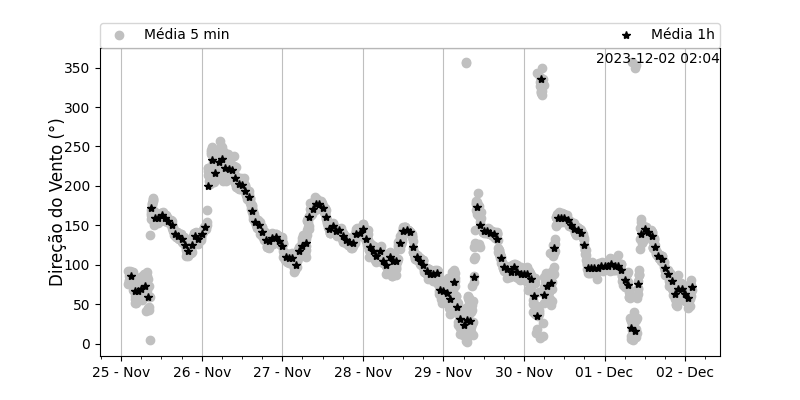 Média 5 min
Média 1h
2023-12-02 02:04
Direção do Vento (°)
350
300
250
200
150
100
50
0
25 - Nov
26 - Nov
27 - Nov
28 - Nov
29 - Nov
30 - Nov
01 - Dec
02 - Dec